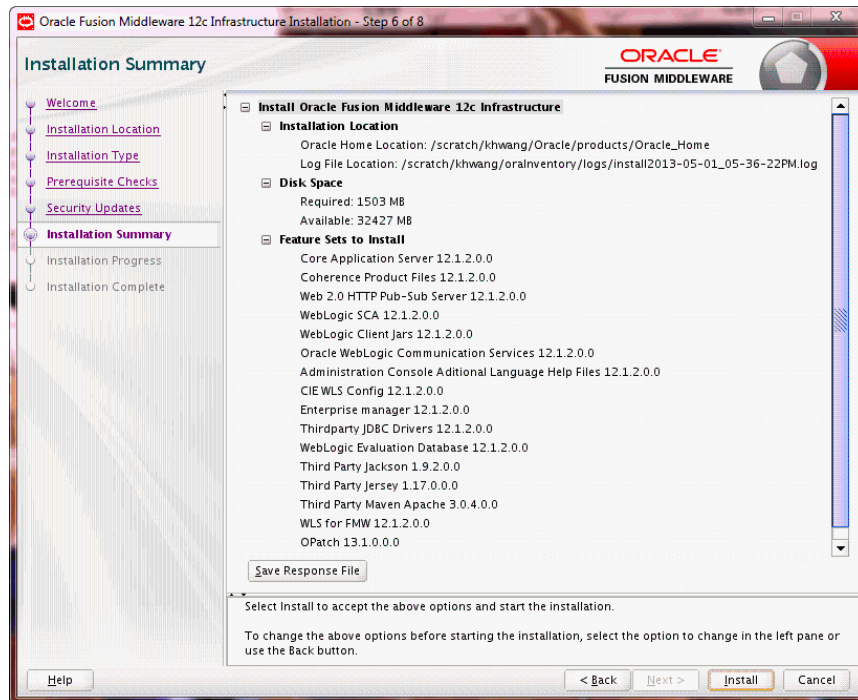 Oracle Fusion Middleware 12c Infrastructure Installation - Step 6 of 8
Installation Summary
ORACLE
FUSION MIDDLEWARE
Welcome
Installation Location
Installation Type
Prerequisite Checks
Security Updates
Installation Summary
Installation Progress
Installation Complete
Install Oracle Fusion Middleware 12c Infrastructure
Installation Location
Oracle Home Location: /scratch/khwang/Oracle/products/Oracle_Home
Log File Location: /scratch/khwang/oraInventory/logs/install2013-05-01_05-36-22PM.log
Disk Space
Required: 1503 MB
Available: 32427 MB
Feature Sets to Install
Core Application Server 12.1.2.0.0
Coherence Product Files 12.1.2.0.0
Web 2.0 HTTP Pub-Sub Server 12.1.2.0.0
WebLogic SCA 12.1.2.0.0
WebLogic Client Jars 12.1.2.0.0
Oracle WebLogic Communication Services 12.1.2.0.0
Administration Console Aditional Language Help Files 12.1.2.0.0
CIE WLS Config 12.1.2.0.0
Enterprise manager 12.1.2.0.0
Thirdparty JDBC Drivers 12.1.2.0.0
WebLogic Evaluation Database 12.1.2.0.0
Third Party Jackson 1.9.2.0.0
Third Party Jersey 1.17.0.0.0
Third Party Maven Apache 3.0.4.0.0
WLS for FMW 12.1.2.0.0
OPatch 13.1.0.0.0
Save Response File
Select Install to accept the above options and start the installation.
To change the above options before starting the installation, select the option to change in the left pane or
use the Back button.
Help
< Back
Next >
Install
Cancel